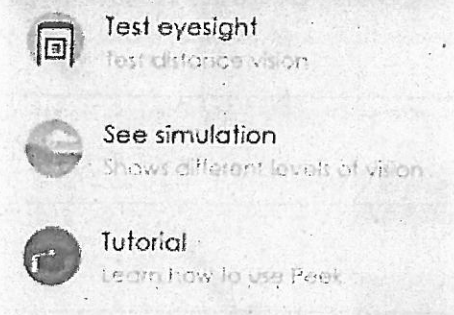 Test eyesight
Test distance vision
See simulation
Shows different levels of vision
Tutorial
Learn how to use Peek